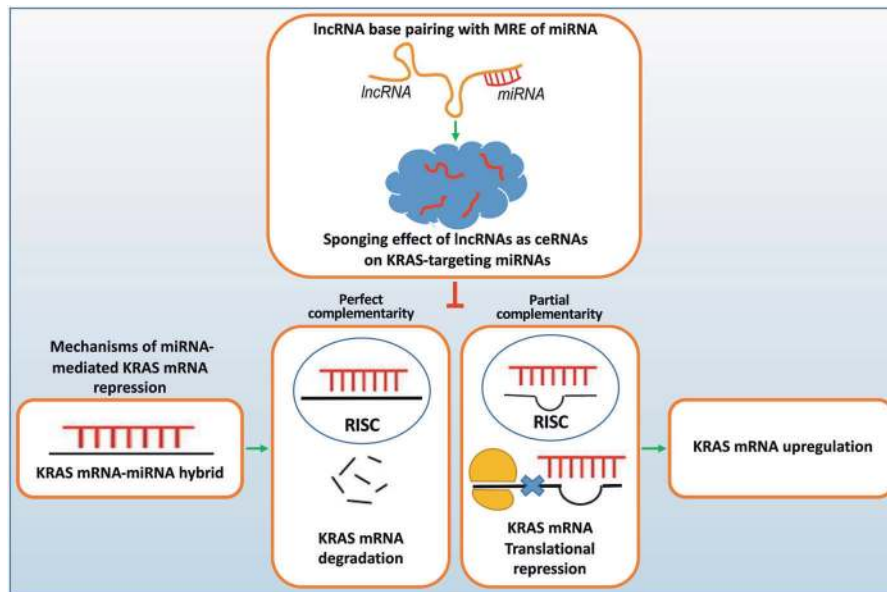 lncRNA base pairing with MRE of miRNA
lncRNA
miRNA
Sponging effect of lncRNAs as ceRNAs
on KRAS-targeting miRNAs
Perfect
complementarity
Partial
complementarity
Mechanisms of miRNA-
mediated KRAS mRNA
repression
KRAS mRNA-miRNA hybrid
RISC
KRAS mRNA
degradation
RISC
KRAS mRNA
Translational
repression
KRAS mRNA upregulation